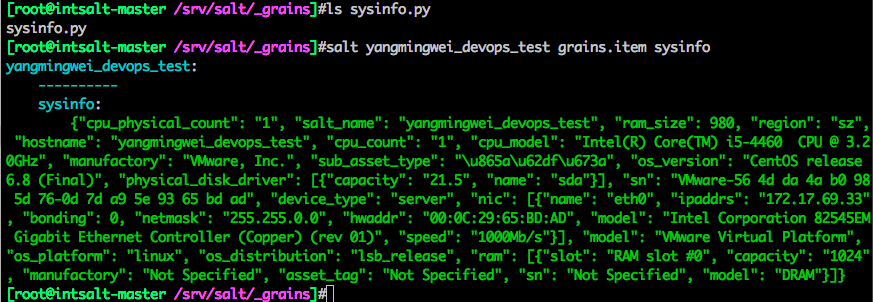 [root@intsalt-master /srv/salt/_grains]#ls sysinfo.py
sysinfo.py
[root@intsalt-master /srv/salt/_grains]#salt yangmingwei_devops_test grains.item sysinfo
yangmingwei_devops_test:
    ----------
    sysinfo:
        {"cpu_physical_count": "1", "salt_name": "yangmingwei_devops_test", "ram_size": 980, "region": "sz",
 "hostname": "yangmingwei_devops_test", "cpu_count": "1", "cpu_model": "Intel(R) Core(TM) i5-4460  CPU @ 3.2
0GHz", "manufactory": "VMware, Inc.", "sub_asset_type": "\u865a\u62df\u673a", "os_version": "CentOS release
6.8 (Final)", "physical_disk_driver": [{"capacity": "21.5", "name": "sda"}], "sn": "VMware-56 4d da 4a b0 98
 5d 76-0d 7d a9 5e 93 65 bd ad", "device_type": "server", "nic": [{"name": "eth0", "ipaddrs": "172.17.69.33"
, "bonding": 0, "netmask": "255.255.0.0", "hwaddr": "00:0C:29:65:BD:AD", "model": "Intel Corporation 82545EM
 Gigabit Ethernet Controller (Copper) (rev 01)", "speed": "1000Mb/s"}], "model": "VMware Virtual Platform",
"os_platform": "linux", "os_distribution": "lsb_release", "ram": [{"slot": "RAM slot #0", "capacity": "1024"
, "manufactory": "Not Specified", "asset_tag": "Not Specified", "sn": "Not Specified", "model": "DRAM"}]}
[root@intsalt-master /srv/salt/_grains]#